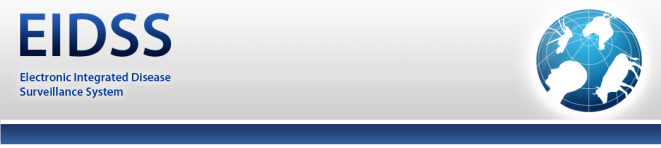 EIDSS
Electronic Integrated Disease
Surveillance System